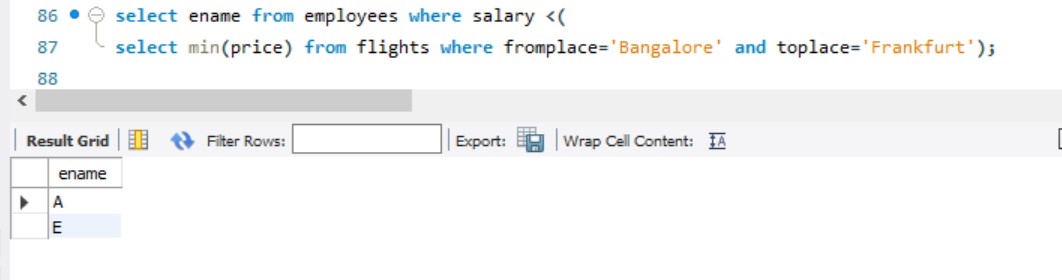 86 select ename from employees where salary <(
87 select min(price) from flights where fromplace='Bangalore' and toplace='Frankfurt');
88
Result Grid Filter Rows: Export: Wrap Cell Content: IA
ename
A
E